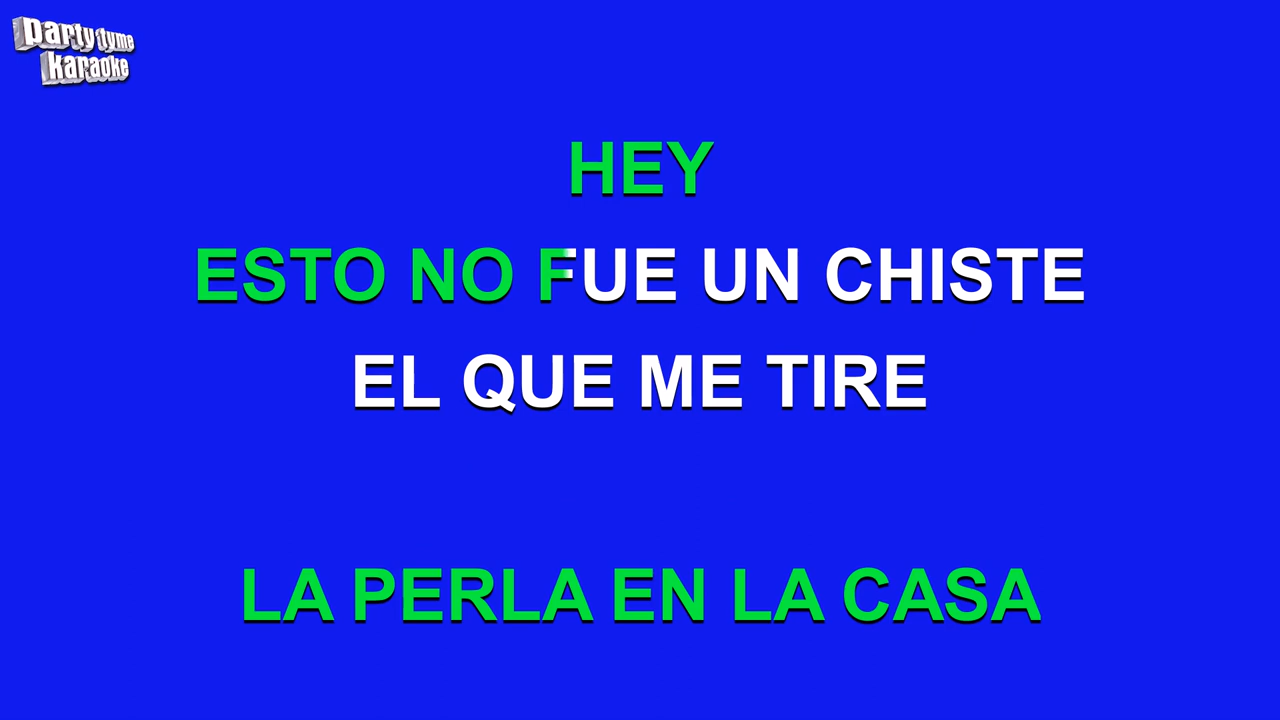 party tyme
karaoke
HEY
ESTO NO FUE UN CHISTE
EL QUE ME TIRE
LA PERLA EN LA CASA